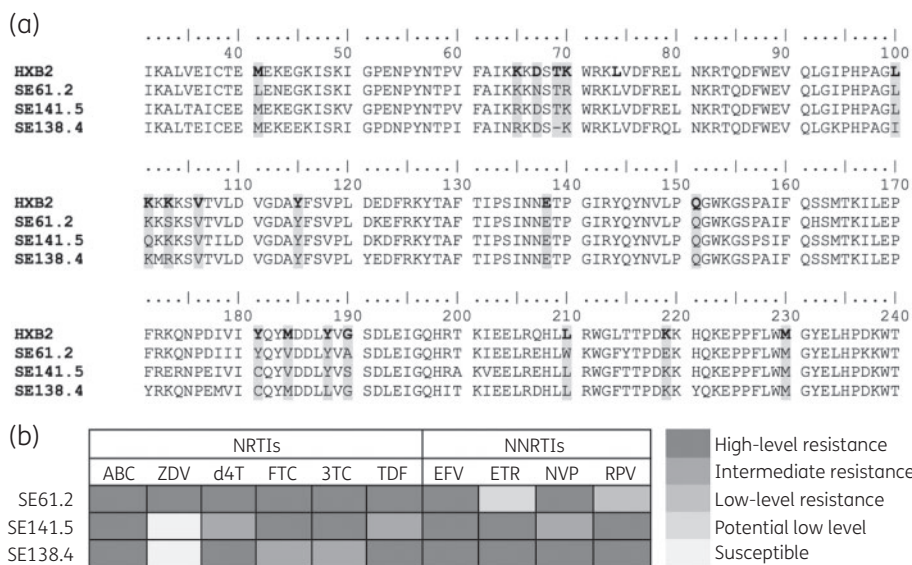 (a)
40 50 60 70 80 90 100
HXB2 IKALVEICTE MEKEGKISKI GPENPYNTPV FAIKKKDSTK WRKLVDFREL NKRTQDFWEV QLGIPHPAGL
SE61.2 IKALVEICTE LENEGKISKI GPENPYNTPI FAIKKKNSTR WRKLVDFREL NKRTQDFWEV QLGIPHPAGL
SE141.5 IKALTAICEE MEKEGKISKV GPENPYNTPI FAIKRKDSTK WRKLVDFREL NKRTQDFWEV QLGIPHPAGL
SE138.4 IKALTEICEE MEKEEKISRI GPDNPYNTPI FAINRKDS-K WRKLVDFRQL NKRTQDFWEV QLGKPHPAGI
110 120 130 140 150 160 170
HXB2 KKKKSVTVLD VGDAYFSVPL DEDFRKYTAF TIPSINNETP GIRYQYNVLP QGWKGSPAIF QSSMTKILEP
SE61.2 KKSKSVTVLD VGDAYFSVPL DKDFRKYTAF TIPSINNETP GIRYQYNVLP QGWKGSPAIF QHSMTKILEP
SE141.5 QKKKSVTILD VGDAYFSVPL DKEFRKYTAF TIPSINNETP GIRYQYNVLP QGWKGSPSIF QSSMTKILEP
SE138.4 KMRKSVTVLD VGDAYFSVPL YEDFRKYTAF TIPSINNETP GIRYQYNVLP QGWKGSPAIF QSSMTKILEP
180 190 200 210 220 230 240
HXB2 FRKQNPDIVI YQYMDDLYVG SDLEIGQHRT KIEELRQHLL RWGLTTPDKK HQKEPPFLWM GYELHPDKWT
SE61.2 FRKQNPDIII YQYVDDLYVA SDLEIGQHRT KIEELREHLW KWGFYTPDEK HQKEPPFLWM GYELHPKKWT
SE141.5 FRERNPEIVI CQYVDDLYVS SDLEIGQHRA KVEELREHLL RWGFTTPDKK HQKEPPFLWM GYELHPDKWT
SE138.4 YRKQNPEMVI CQYMDDLLVG SDLEIGQHRT KIEELRDHLL KWGFTTPDKK YQKEPPFLWM GYELHPDKWT
(b)
NRTIs NNRTIs
ABC ZDV d4T FTC 3TC TDF EFV ETR NVP RPV
SE61.2
SE141.5
SE138.4
High-level resistance
Intermediate resistance
Low-level resistance
Potential low level
Susceptible